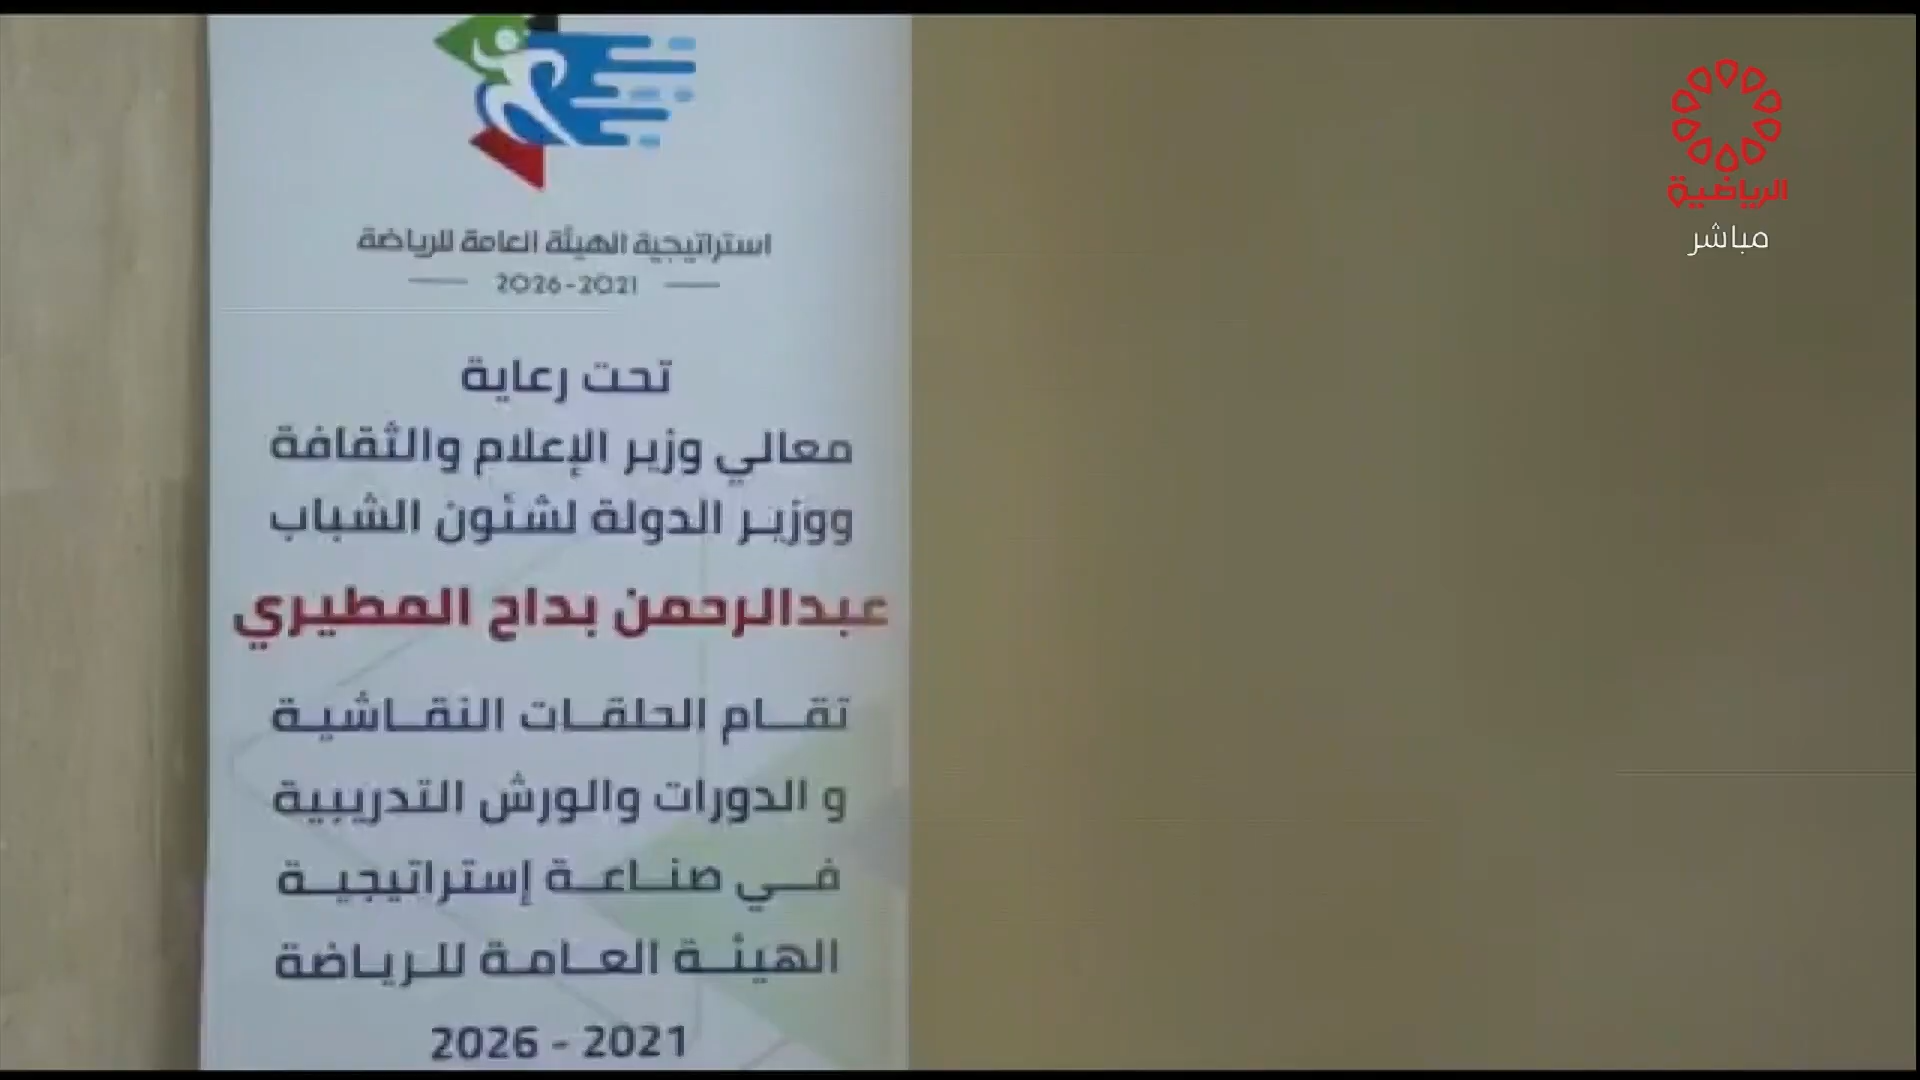 استراتيجية الهيئة العامة للرياضة
2026-2021
تحت رعاية
معالي وزير الإعلام والثقافة
ووزير الدولة لشئون الشباب
عبدالرحمن بداح المطيري
تقام الحلقات النقاشية
و الدورات والورش التدريبية
في صناعة إستراتيجية
الهيئة العامة للرياضة
2026 - 2021
الرياضية
مباشر